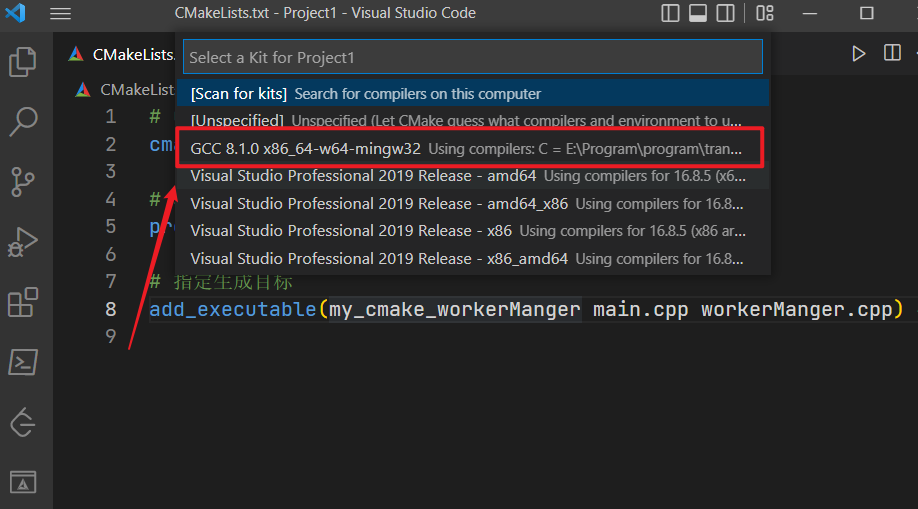 CMakeLists.txt - Project1 - Visual Studio Code
CMakeLists.
Select a Kit for Project1
CMakeList
[Scan for kits] Search for compilers on this computer
1 #
[Unspecified] Unspecified (Let CMake guess what compilers and environment to u...
2 cm
GCC 8.1.0 x86_64-w64-mingw32 Using compilers: C = E:\Program\program\tran...
3
Visual Studio Professional 2019 Release - amd64 Using compilers for 16.8.5 (x6...
4 #
Visual Studio Professional 2019 Release - amd64_x86 Using compilers for 16.8...
5 pr
Visual Studio Professional 2019 Release - x86 Using compilers for 16.8.5 (x86 ar...
6
Visual Studio Professional 2019 Release - x86_amd64 Using compilers for 16.8...
7 # 指定生成目标
8 add_executable(my_cmake_workerManger main.cpp workerManger.cpp)
9